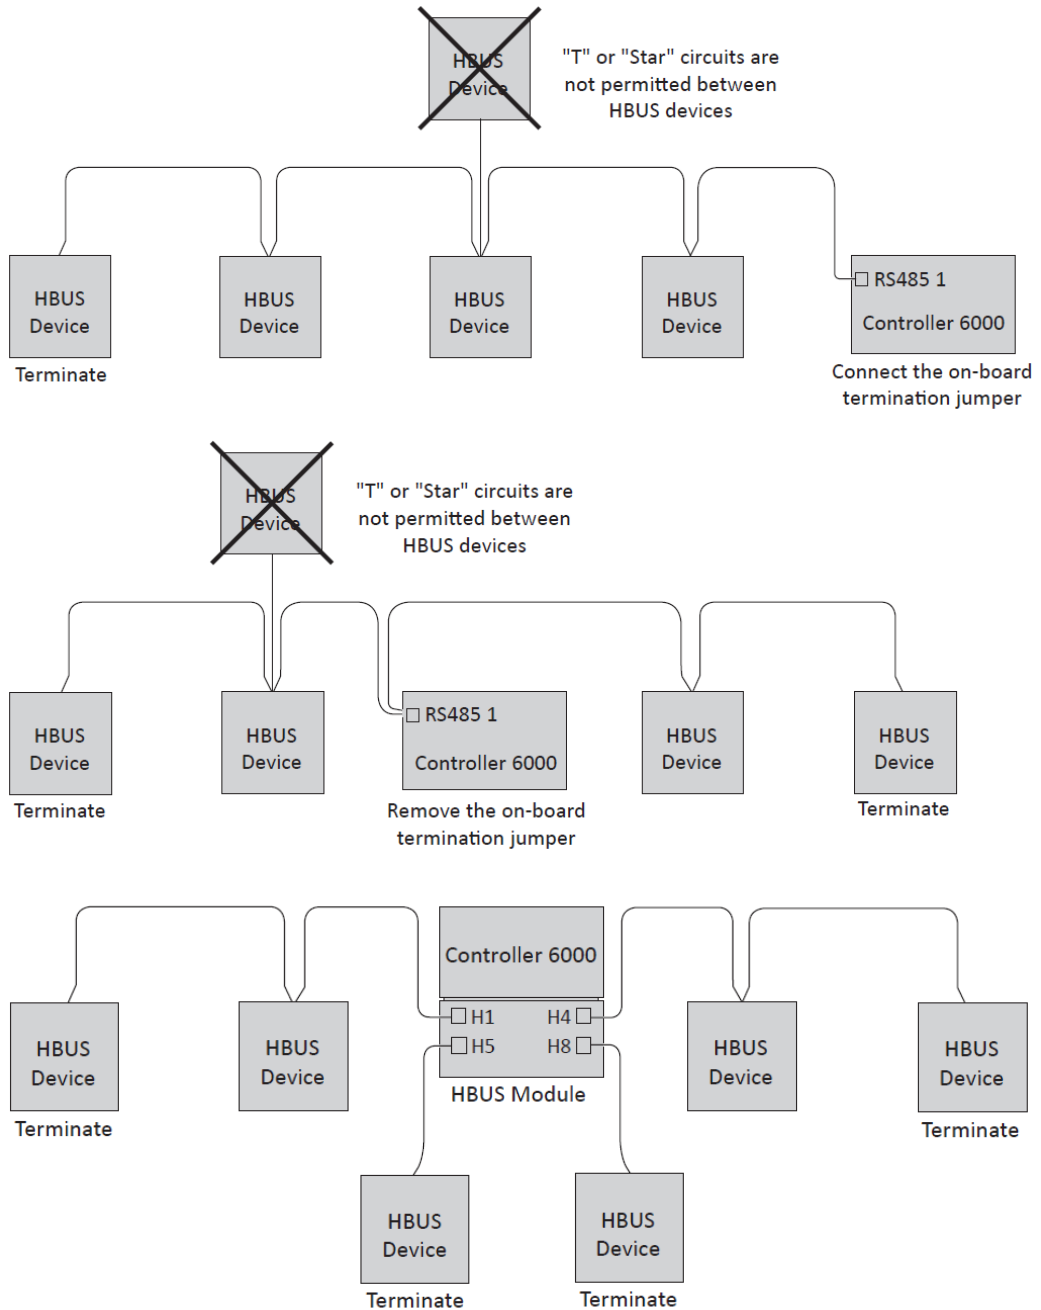 HBUS
Device
"T" or "Star" circuits are
not permitted between
HBUS devices
HBUS
Device
Terminate
HBUS
Device
HBUS
Device
HBUS
Device
RS485 1
Controller 6000
Connect the on-board
termination jumper
HBUS
Device
"T" or "Star" circuits are
not permitted between
HBUS devices
HBUS
Device
Terminate
HBUS
Device
RS485 1
Controller 6000
Remove the on-board
termination jumper
HBUS
Device
HBUS
Device
Terminate
Controller 6000
H1 H4
H5 H8
HBUS Module
HBUS
Device
Terminate
HBUS
Device
HBUS
Device
HBUS
Device
Terminate
HBUS
Device
Terminate
HBUS
Device
Terminate